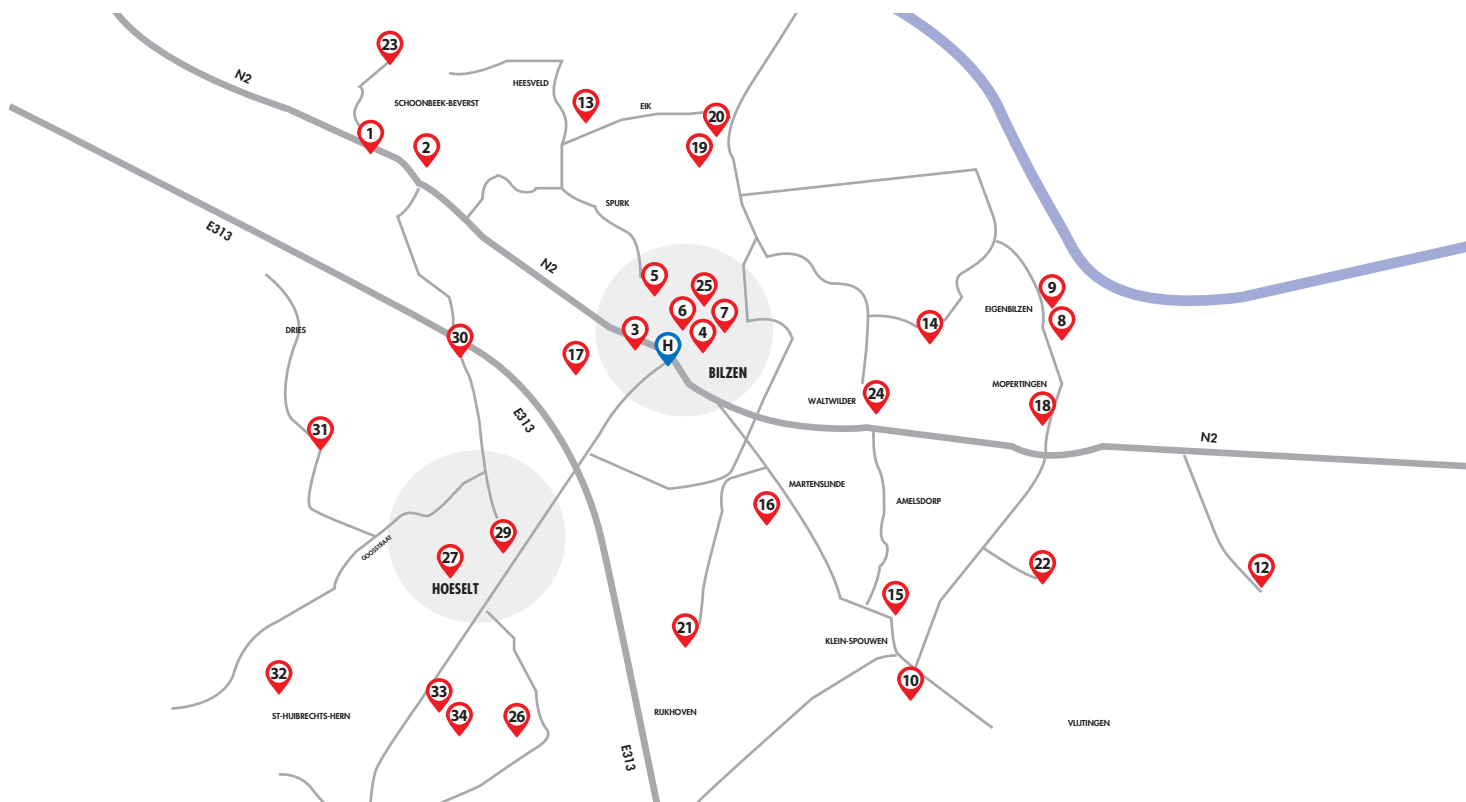 23
N2
HEESVELD
SCHOONBEEK-BEVERST
13
EIK
20
1
2
19
SPURK
E313
N2
5
25
9
6
7
EIGENBILZEN
8
14
DRIES
30
3
4
H
17
BILZEN
MOPERTINGEN
24
WALTWILDER
18
E313
31
N2
MARTENSLINDE
16
AMELSDORP
29
GOOSSTRAAT
27
22
12
HOESELT
15
21
KLEIN-SPOUWEN
32
10
33
34
26
ST-HUIBRECHTS-HERN
RIJKHOVEN
VLIJTINGEN
E313